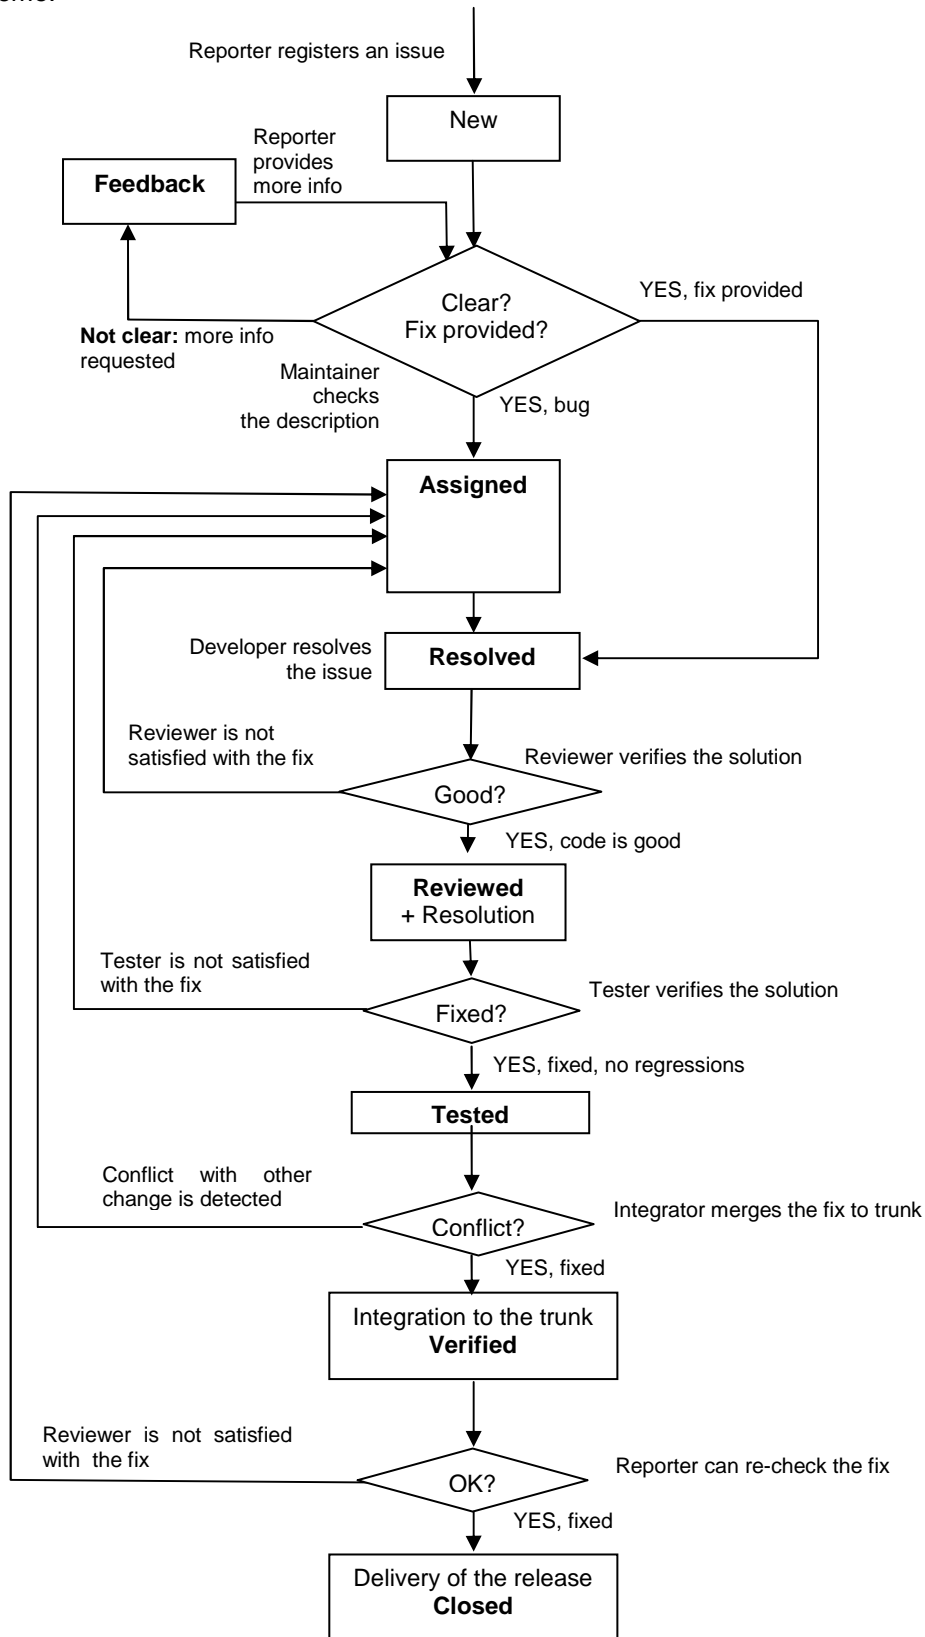 Reporter registers an issue
New
Reporter
provides
more info
Feedback
YES, fix provided
Clear?
Fix provided?
Not clear: more info
requested
Maintainer
checks
the description
YES, bug
Assigned
Developer resolves
the issue
Resolved
Reviewer is not
satisfied with the fix
Reviewer verifies the solution
Good?
YES, code is good
Reviewed
+ Resolution
Tester is not satisfied
with the fix
Tester verifies the solution
Fixed?
YES, fixed, no regressions
Tested
Conflict with other
change is detected
Integrator merges the fix to trunk
Conflict?
YES, fixed
Integration to the trunk
Verified
Reviewer is not satisfied
with the fix
Reporter can re-check the fix
OK?
YES, fixed
Delivery of the release
Closed